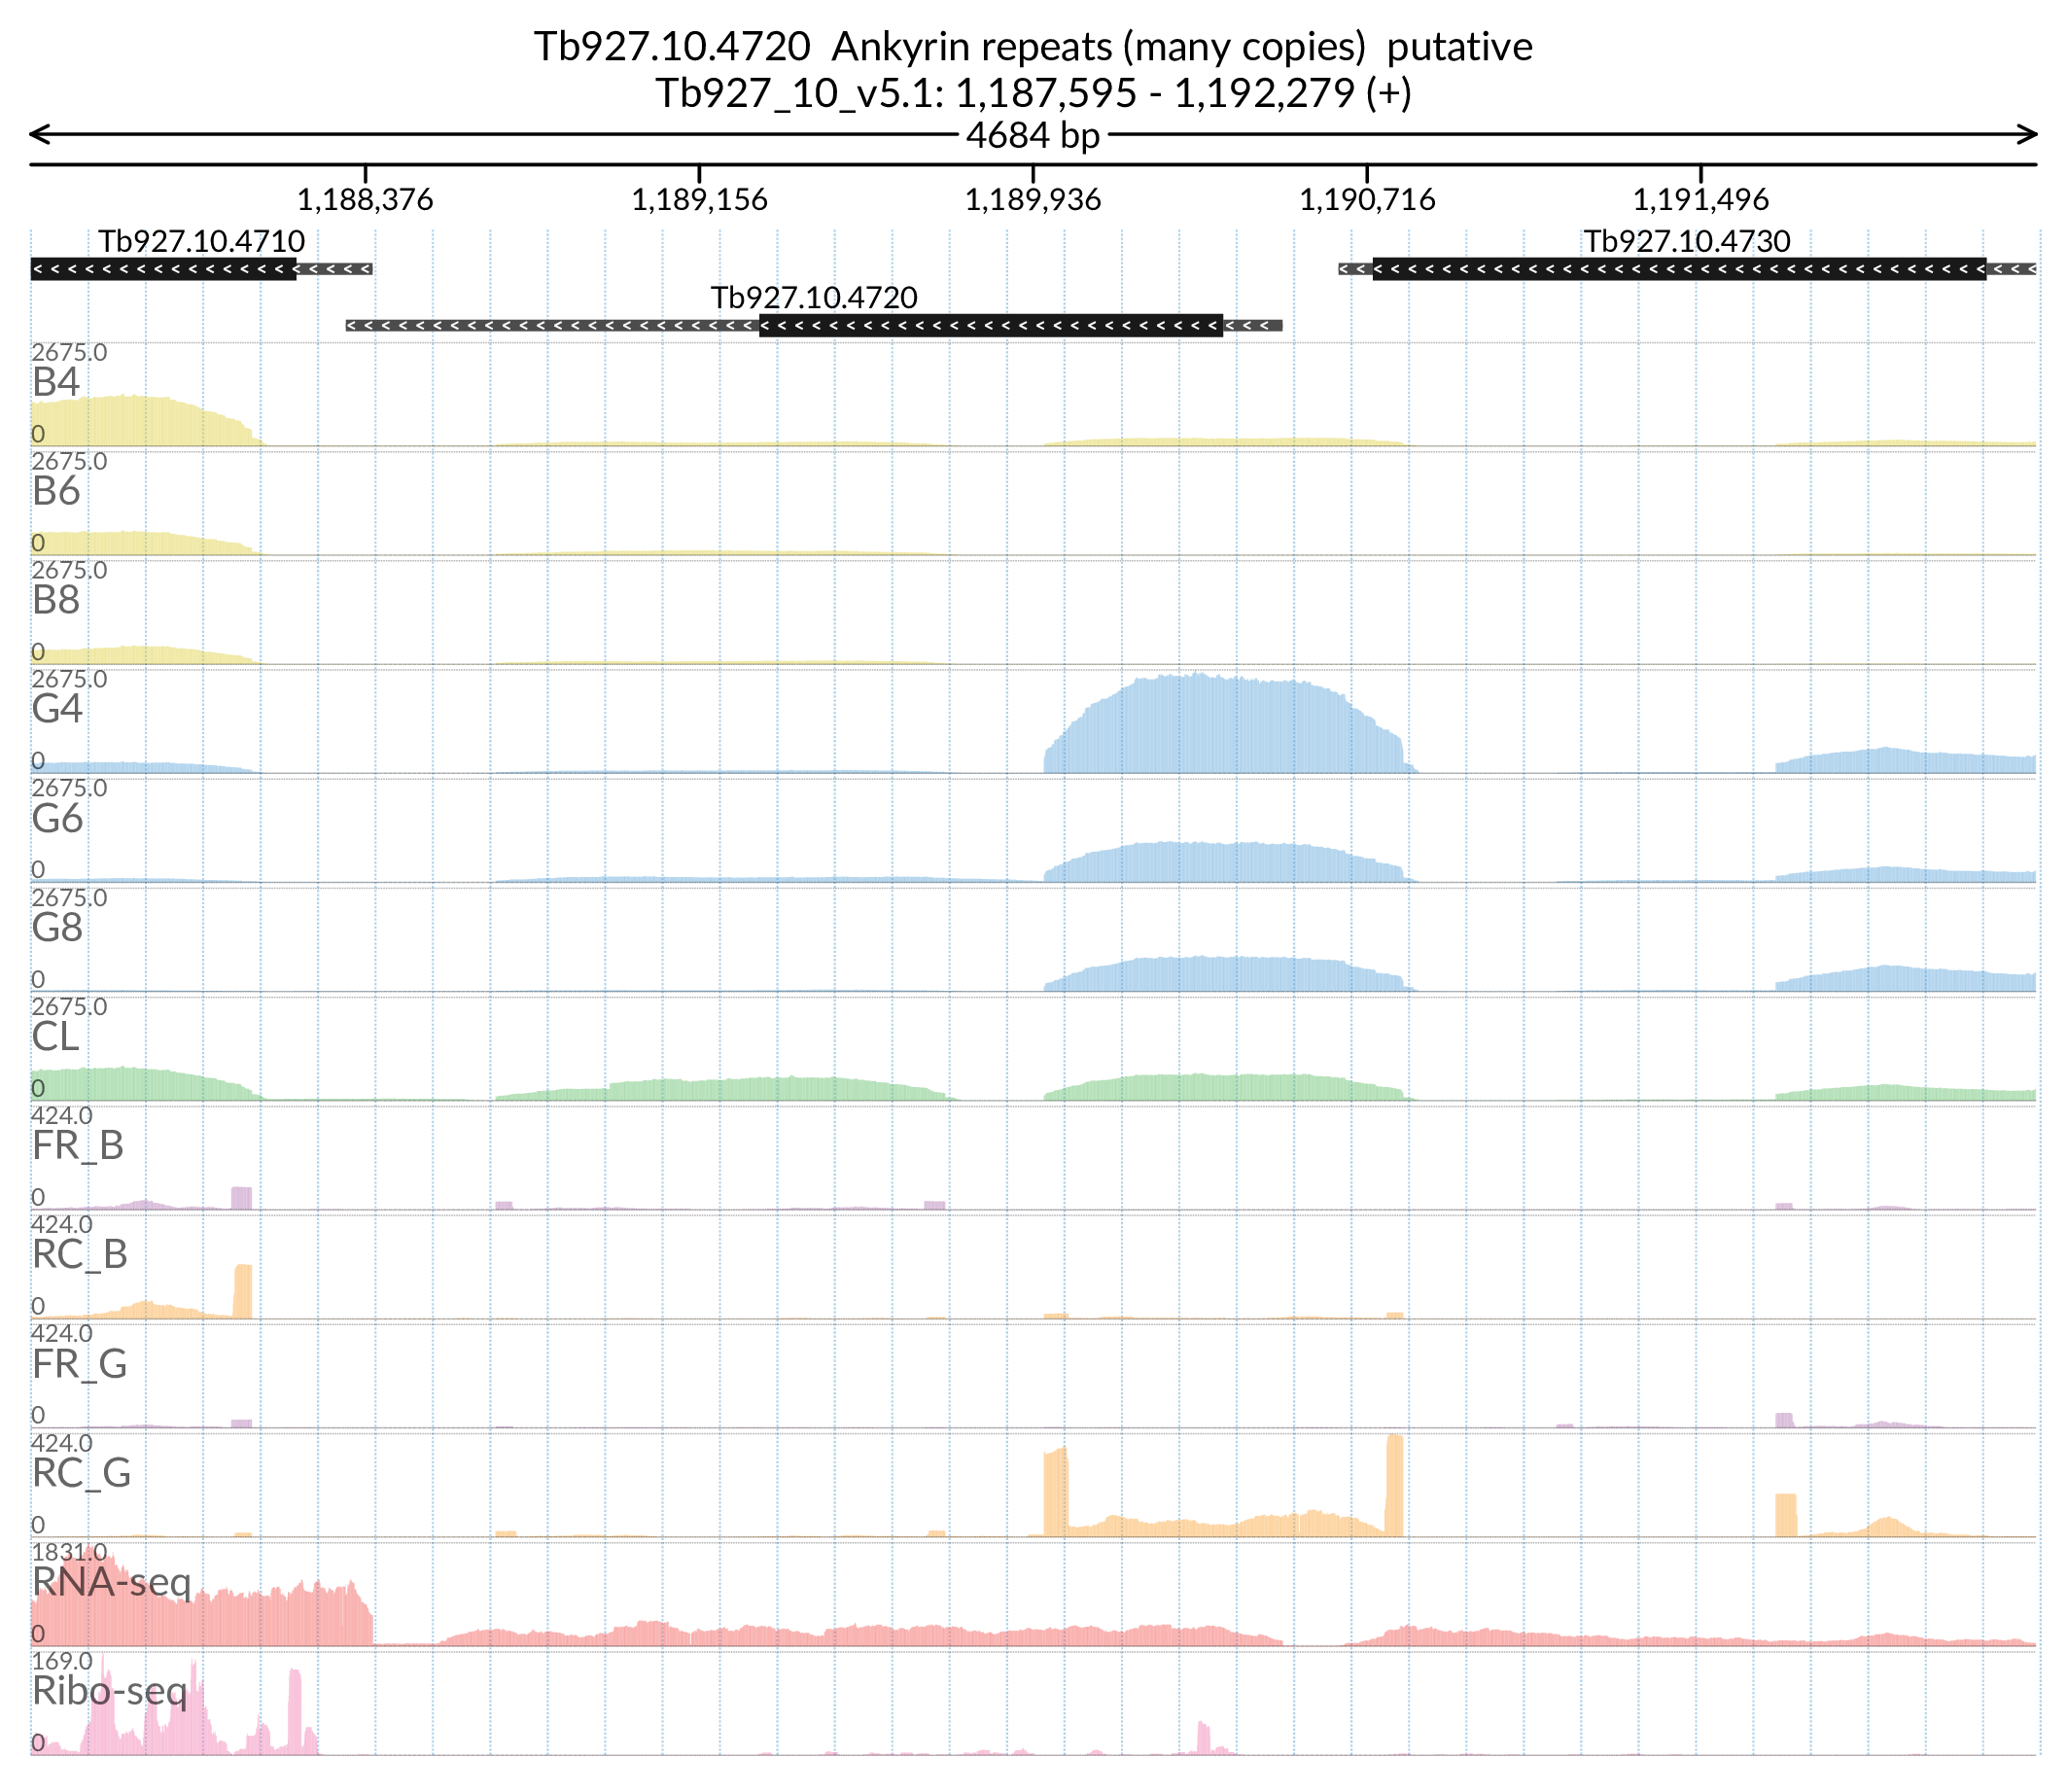 Tb927.10.4720  Ankyrin repeats (many copies)  putative
Tb927_10_v5.1: 1,187,595 - 1,192,279 (+)
4684 bp
1,188,376 1,189,156 1,189,936 1,190,716 1,191,496
Tb927.10.4710 Tb927.10.4730
Tb927.10.4720
2675.0
B4
0
2675.0
B6
0
2675.0
B8
0
2675.0
G4
0
2675.0
G6
0
2675.0
G8
0
2675.0
CL
0
424.0
FR_B
0
424.0
RC_B
0
424.0
FR_G
0
424.0
RC_G
0
1831.0
RNA-seq
0
169.0
Ribo-seq
0